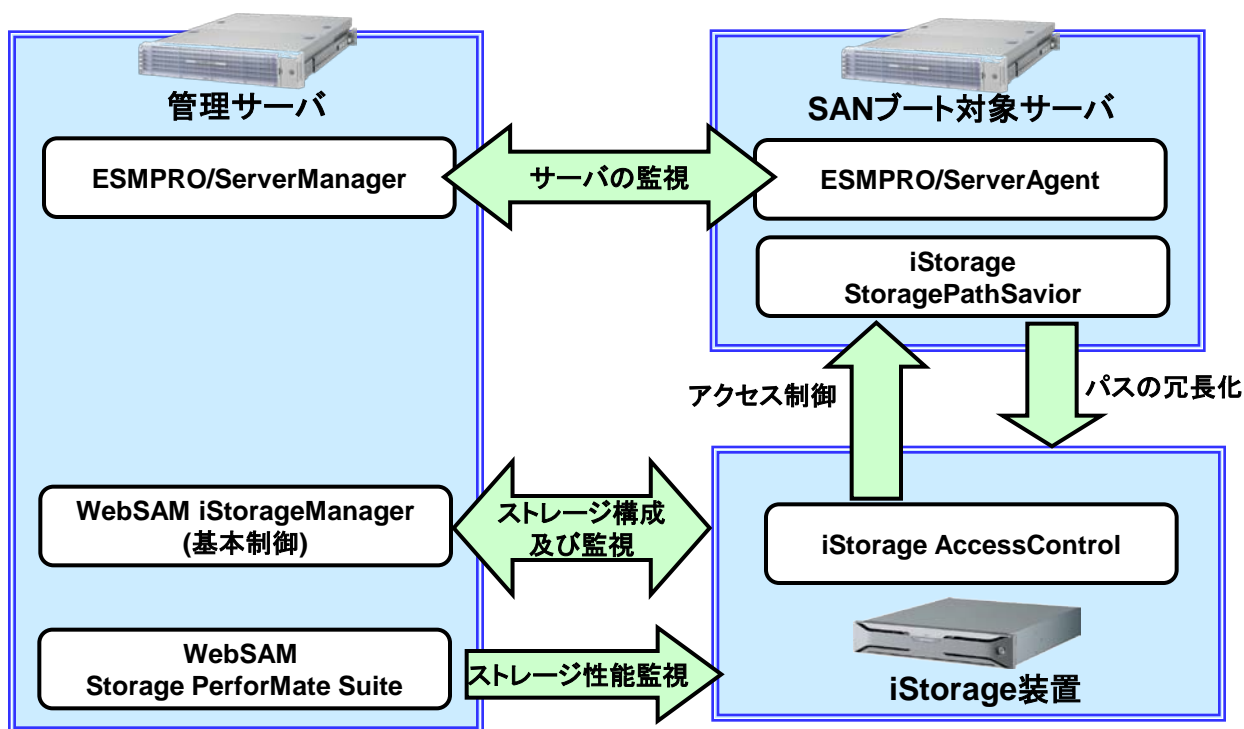 管理サーバ
SANブート対象サーバ
ESMPRO/ServerManager
サーバの監視
ESMPRO/ServerAgent
iStorage
StoragePathSavior
アクセス制御
パスの冗長化
WebSAM iStorageManager
(基本制御)
ストレージ構成
及び監視
iStorage AccessControl
WebSAM
Storage PerforMate Suite
ストレージ性能監視
iStorage装置